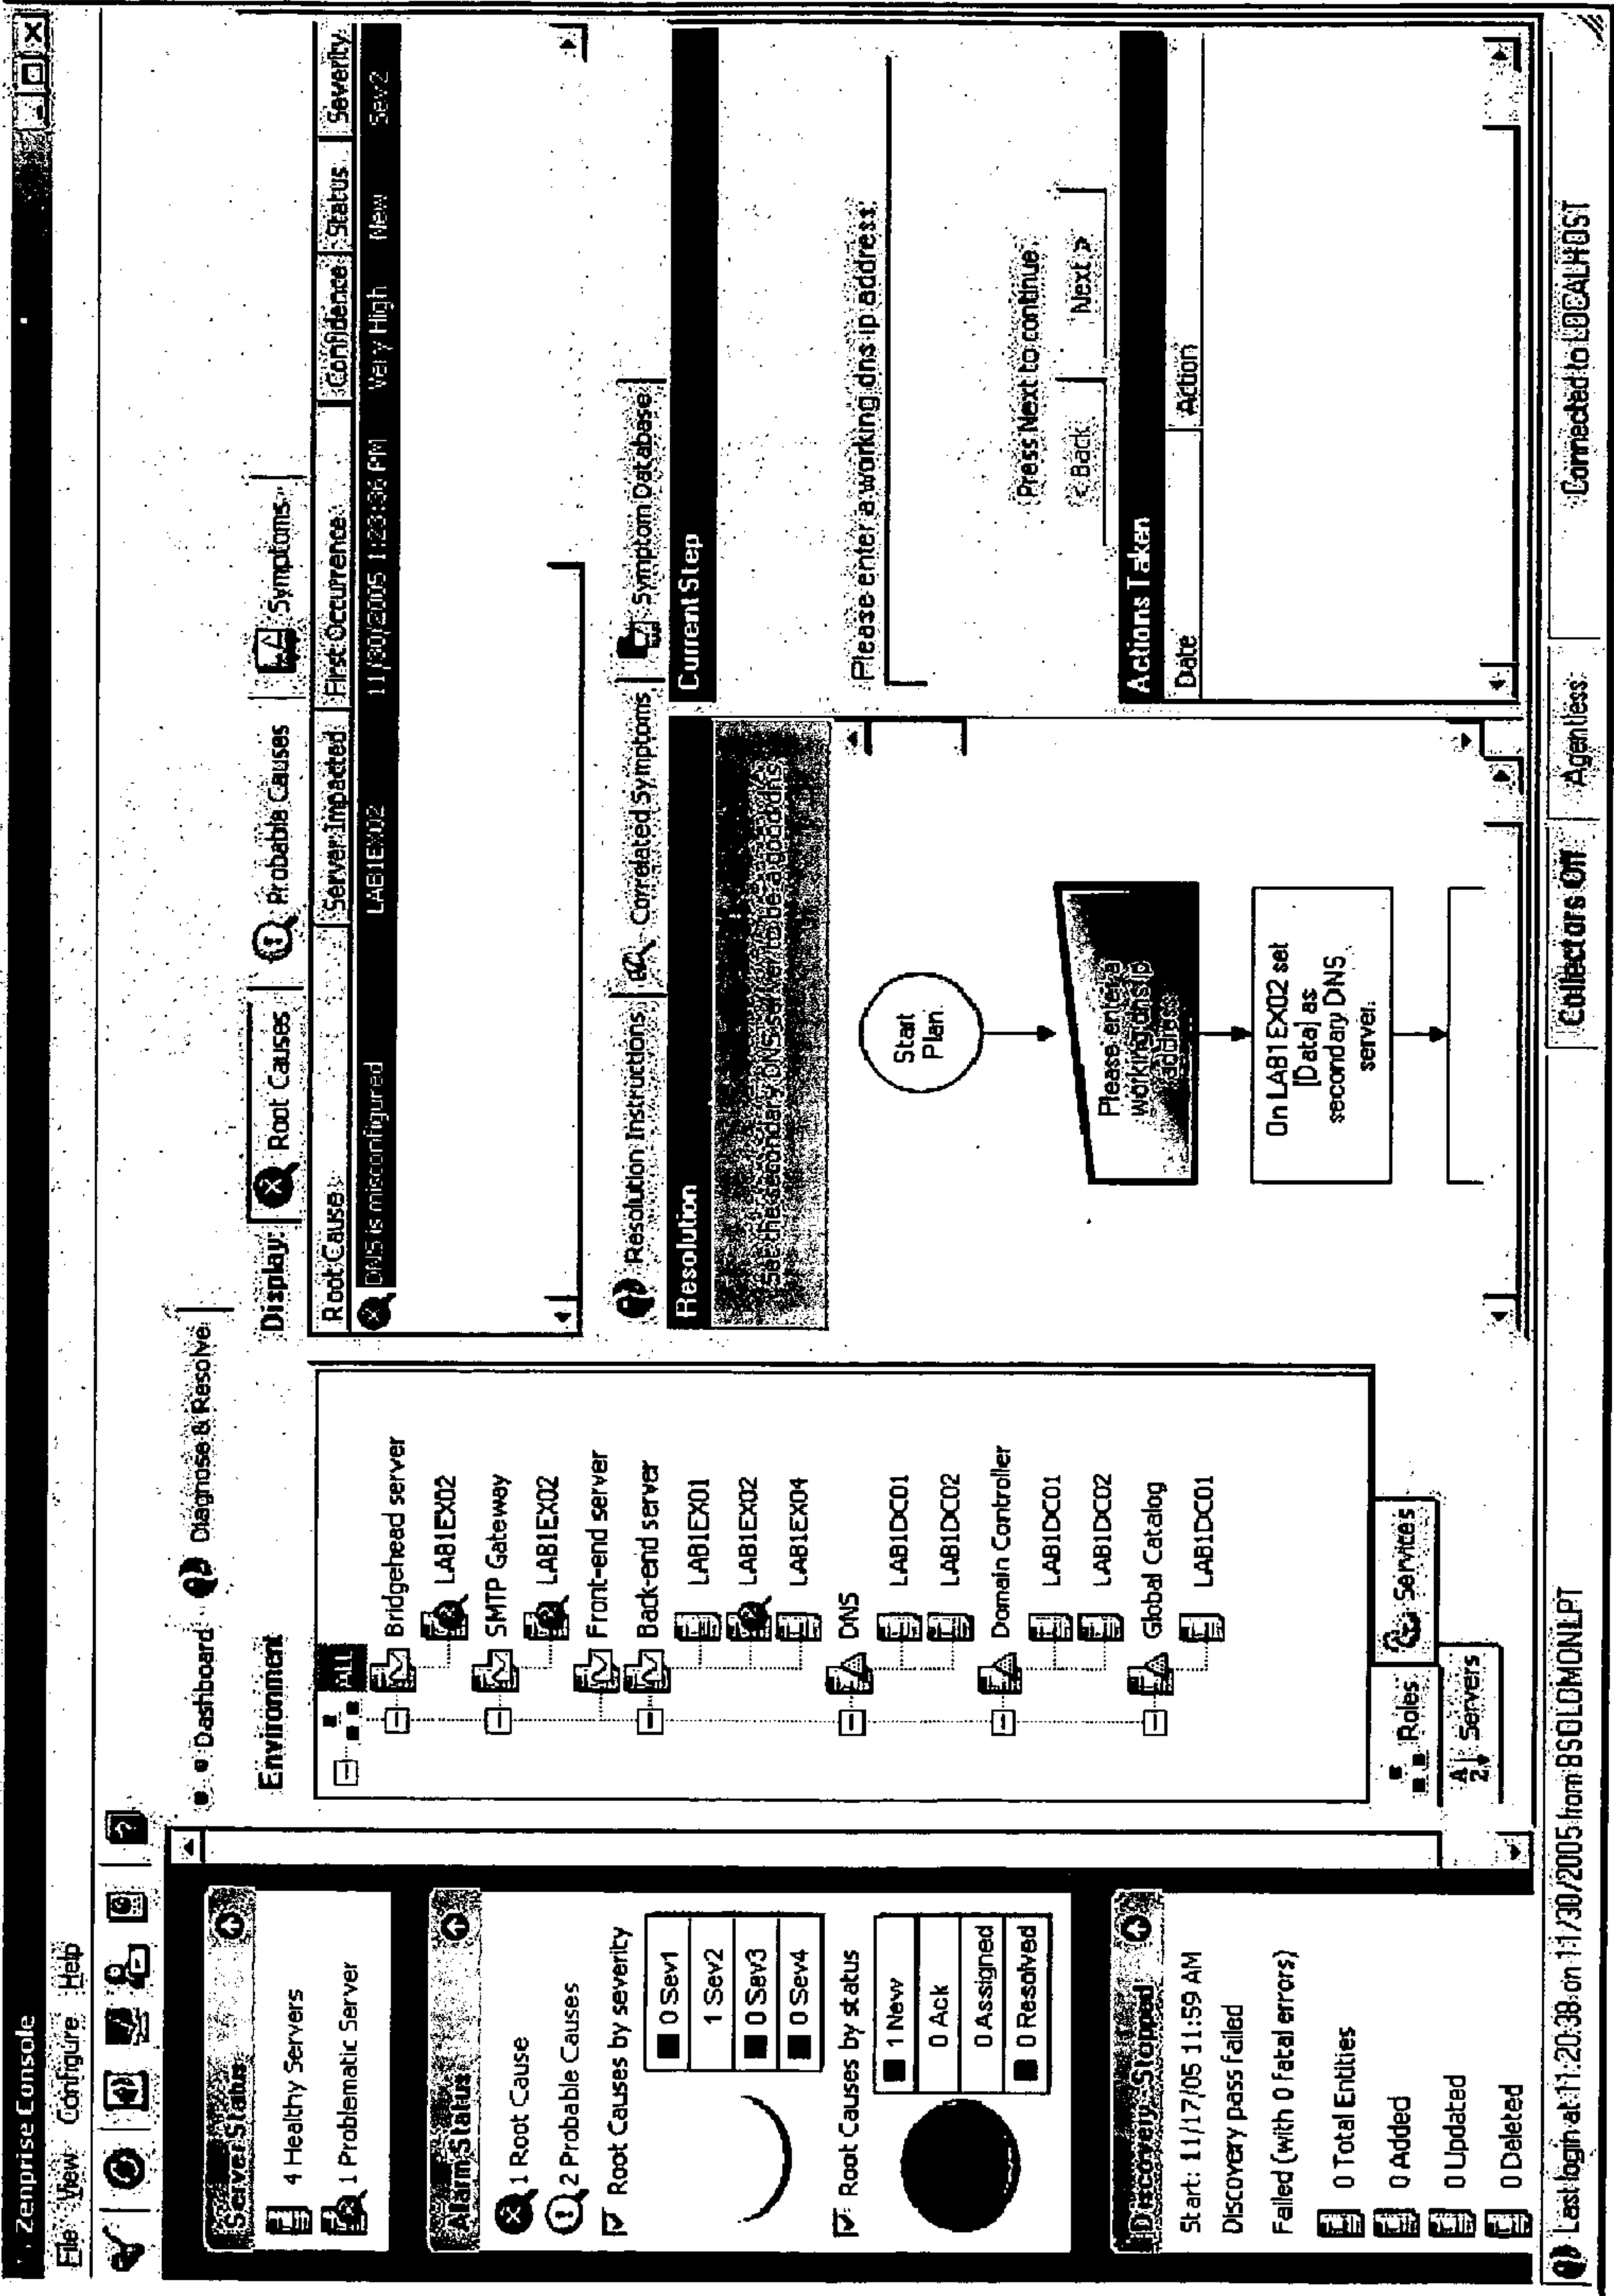 Zenprise Console
File View Configure Help
Server Status
4 Healthy Servers
1 Problematic Server
Alarm Status
1 Root Cause
2 Probable Causes
Root Causes by severity
0 Sev1
1 Sev2
0 Sev3
0 Sev4
Root Causes by status
1 New
0 Ack
0 Assigned
0 Resolved
Discovery Stopped
Start: 11/17/05 11:59 AM
Discovery pass failed
Failed (with 0 fatal errors)
0 Total Entities
0 Added
0 Updated
0 Deleted
Dashboard Diagnose & Resolve
Environment
ALL
Bridgehead server
LAB1EX02
SMTP Gateway
LAB1EX02
Front-end server
Back-end server
LAB1EX01
LAB1EX02
LAB1EX04
DNS
LAB1DC01
LAB1DC02
Domain Controller
LAB1DC01
LAB1DC02
Global Catalog
LAB1DC01
Roles Services
Servers
Display: Root Causes Probable Causes Symptoms
Root Cause Server Impacted First Occurrence Confidence Status Severity
DNS is misconfigured LAB1EX02 11/30/2005 1:23:36 PM Very High New Sev2
Resolution Instructions Correlated Symptoms Symptom Database
Resolution
Set the secondary DNS server to be a good dns
Start
Plan
Please enter a
working dns ip
address
On LAB1EX02 set
[Data] as
secondary DNS
server.
Current Step
Please enter a working dns ip address:
Press Next to continue.
< Back Next >
Actions Taken
Date Action
Last login at 11:20:38 on 11/30/2005 from BSOLOMONLPT Collectors Off Agentless Connected to LOCALHOST